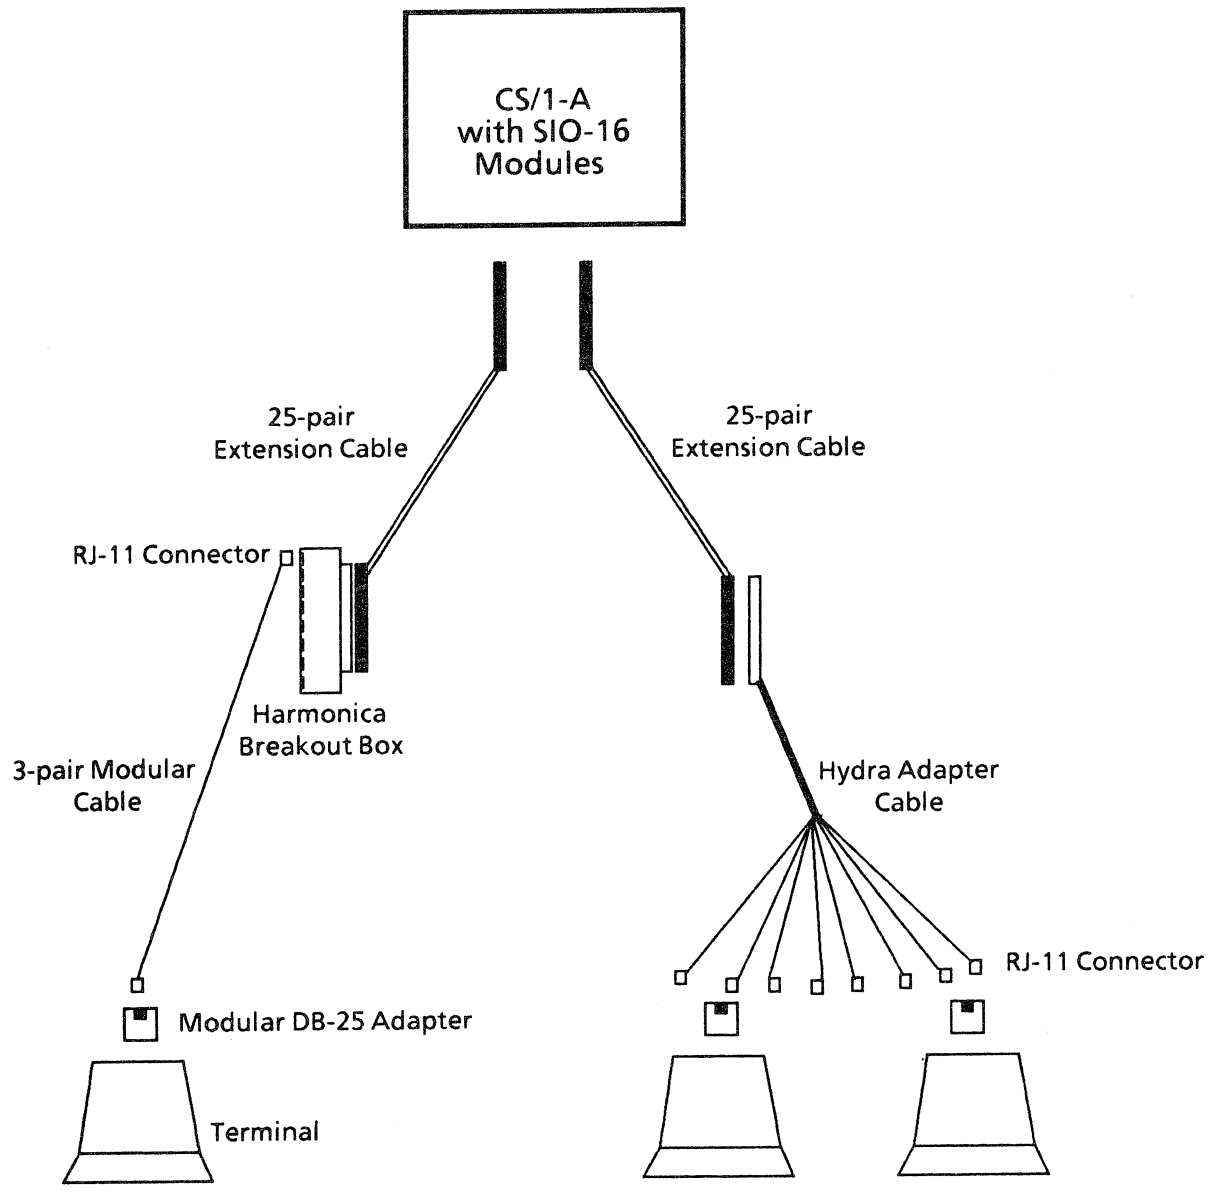 CS/1-A
with SIO-16
Modules
25-pair
Extension Cable
25-pair
Extension Cable
RJ-11 Connector
Harmonica
Breakout Box
3-pair Modular
Cable
Hydra Adapter
Cable
RJ-11 Connector
Modular DB-25 Adapter
Terminal